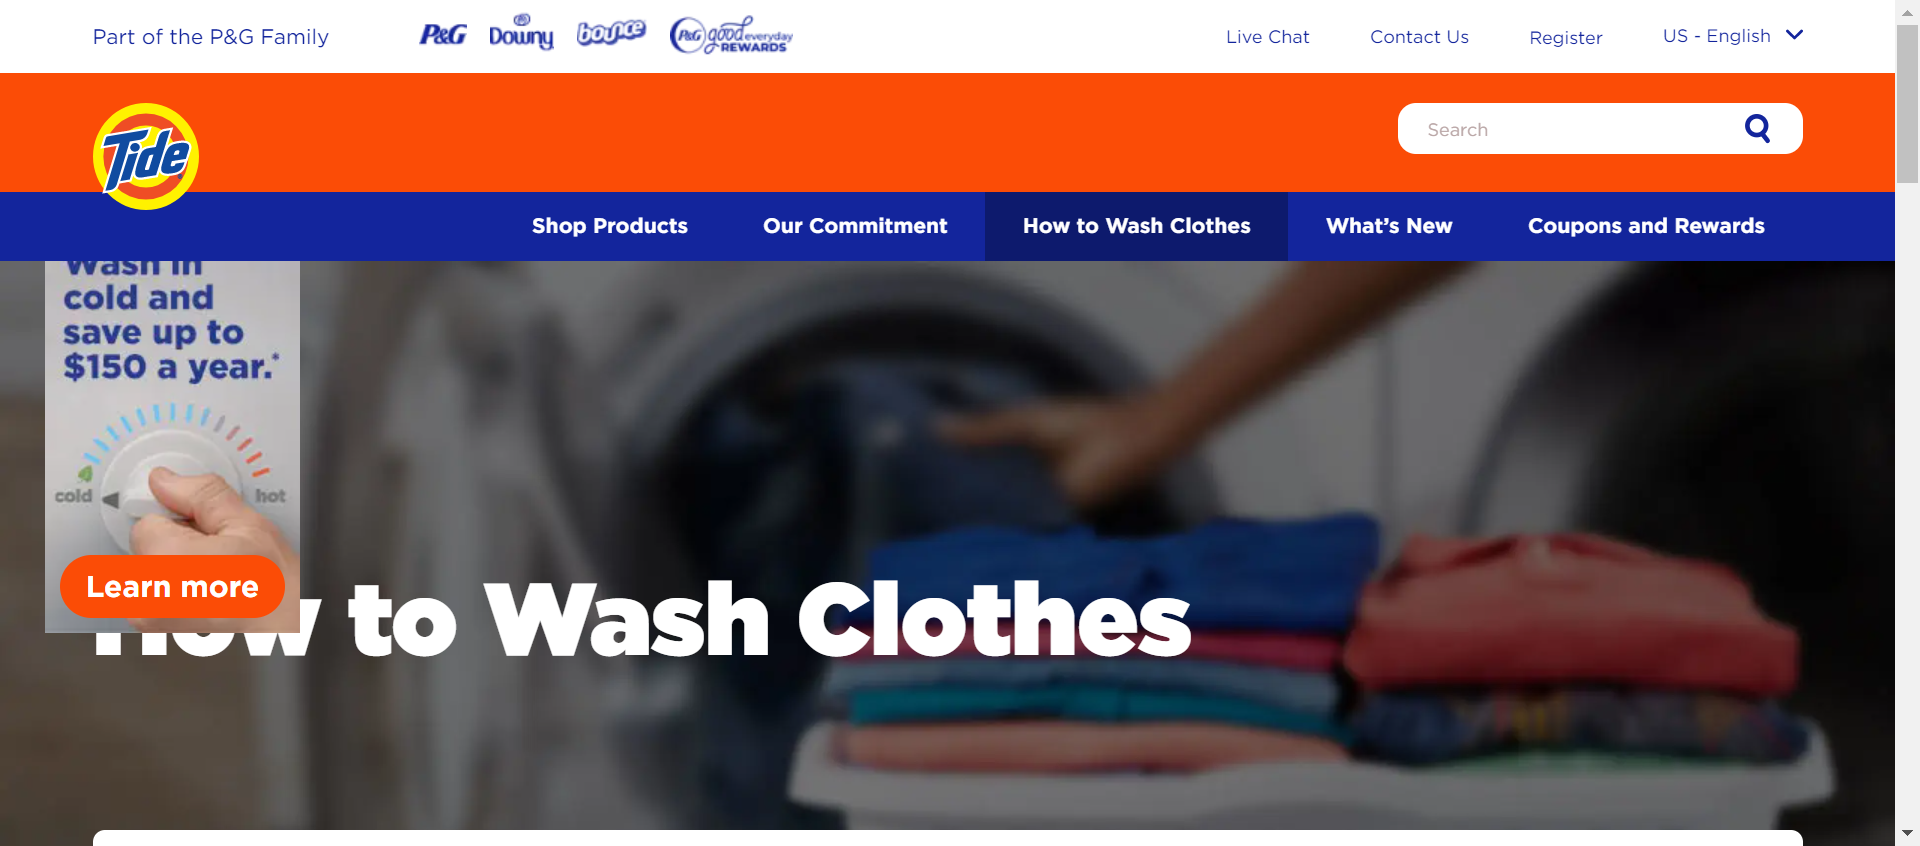 Part of the P&G Family
P&G
Downy
bounce
P&G good everyday REWARDS
Live Chat
Contact Us
Register
US - English
Tide
Search
Shop Products
Our Commitment
How to Wash Clothes
What's New
Coupons and Rewards
Wash in
cold and
save up to
$150 a year.*
cold
hot
Learn more
How to Wash Clothes